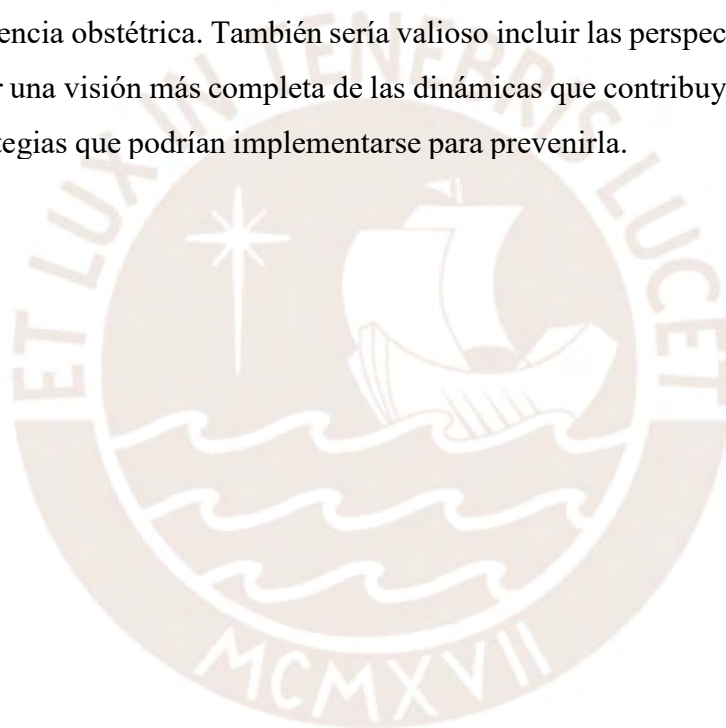 encia obstétrica. También sería valioso incluir las perspec
r una visión más completa de las dinámicas que contribuy
tegias que podrían implementarse para prevenirla.
ET LUX IN TENEBRIS LUCET
MCMXVII